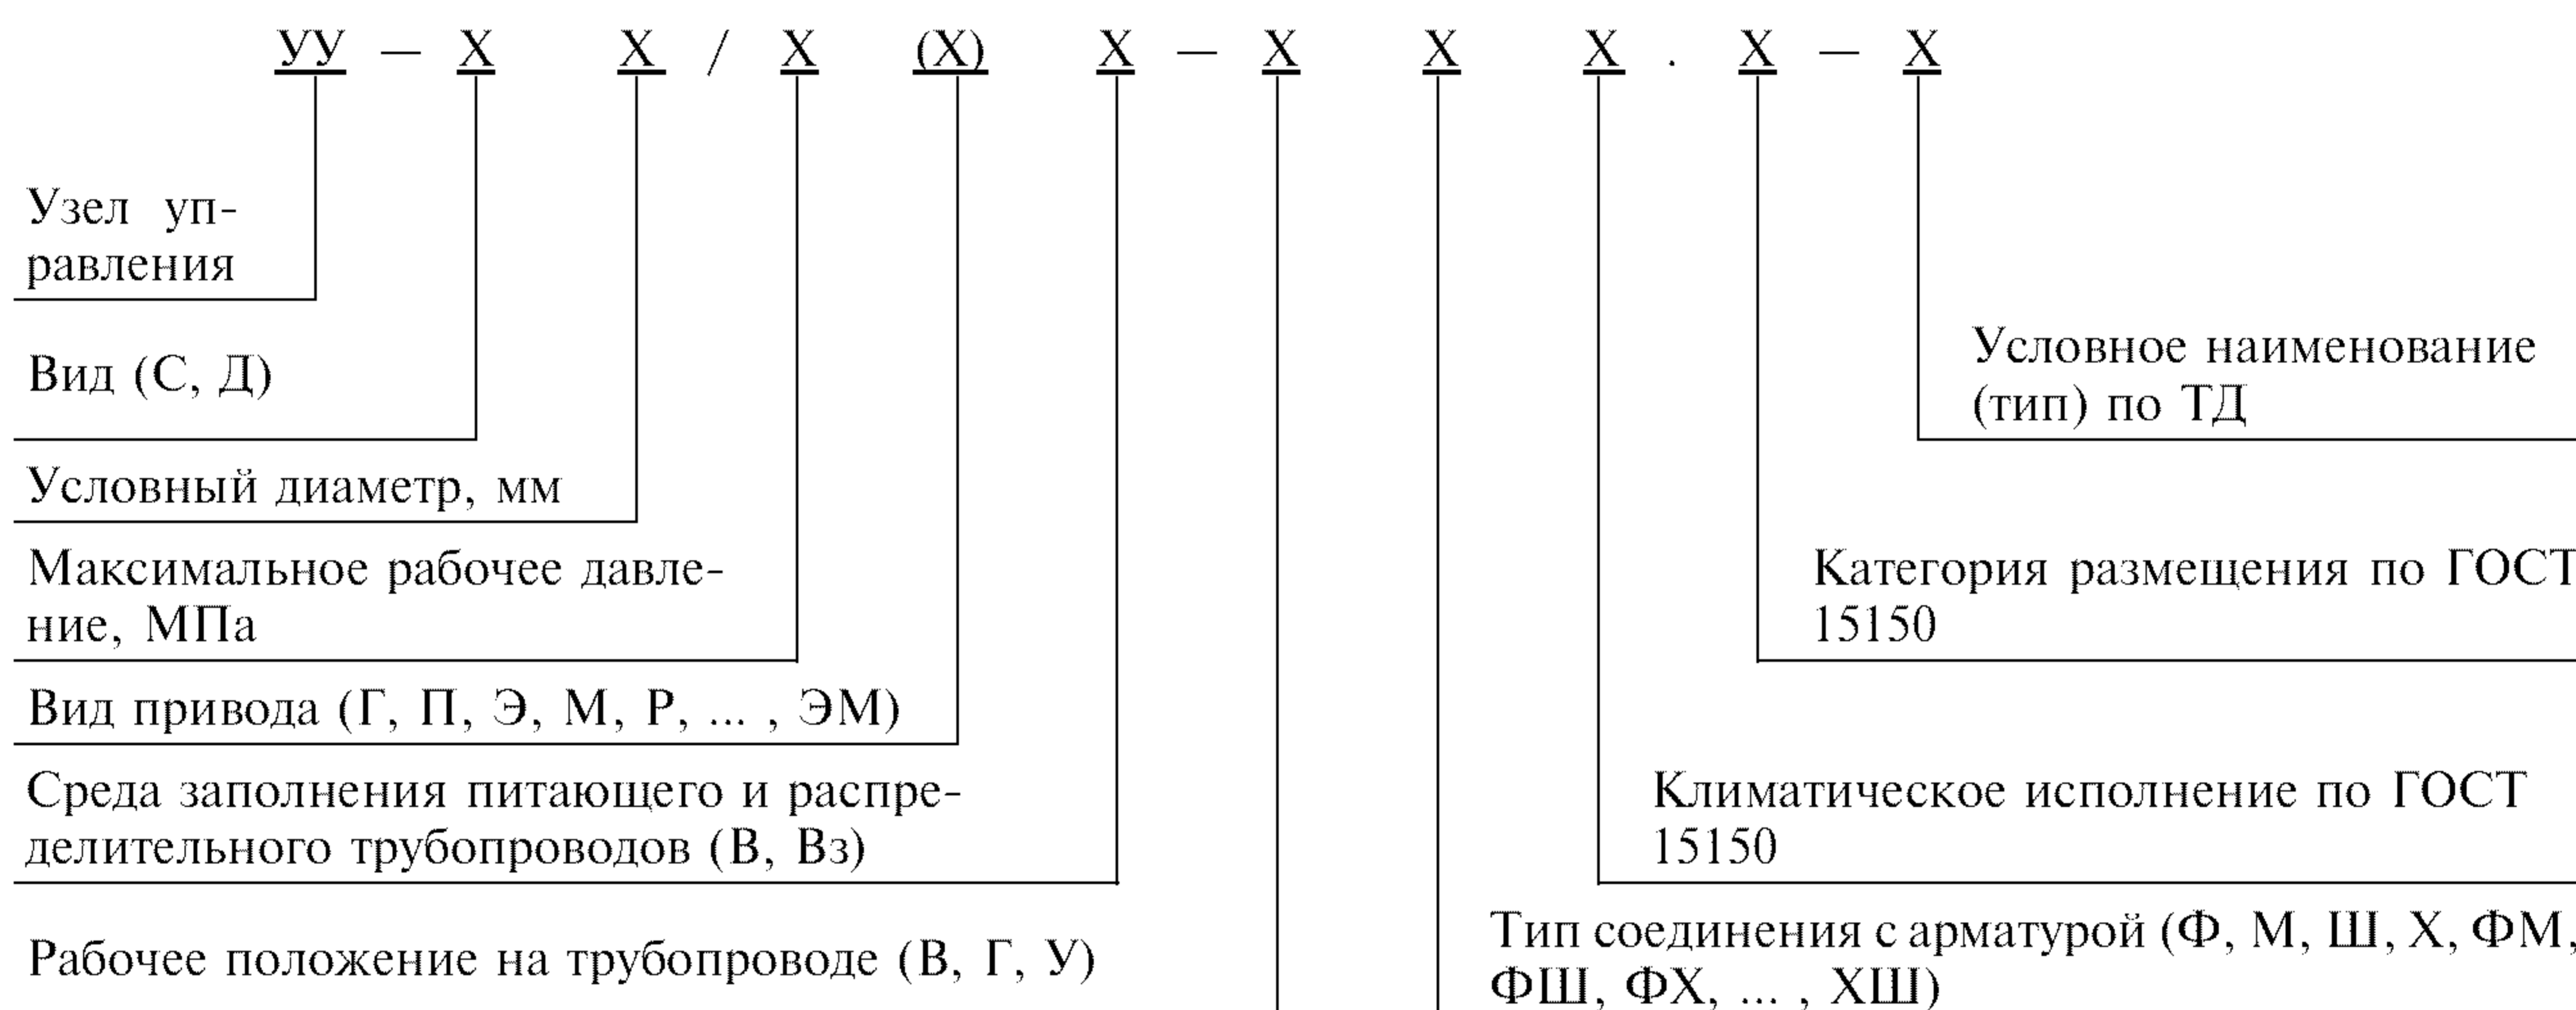 УУ — Х Х / Х (Х) Х — Х Х Х . Х — Х
Узел уп-
равления
Вид (С, Д)
Условное наименование
(тип) по ТД
Условный диаметр, мм
Максимальное рабочее давле-
ние, МПа
Категория размещения по ГОСТ
15150
Вид привода (Г, П, Э, М, Р, ... , ЭМ)
Среда заполнения питающего и распре-
делительного трубопроводов (В, Вз)
Климатическое исполнение по ГОСТ
15150
Рабочее положение на трубопроводе (В, Г, У)
Тип соединения с арматурой (Ф, М, Ш, Х, ФМ,
ФШ, ФХ, ... , ХШ)